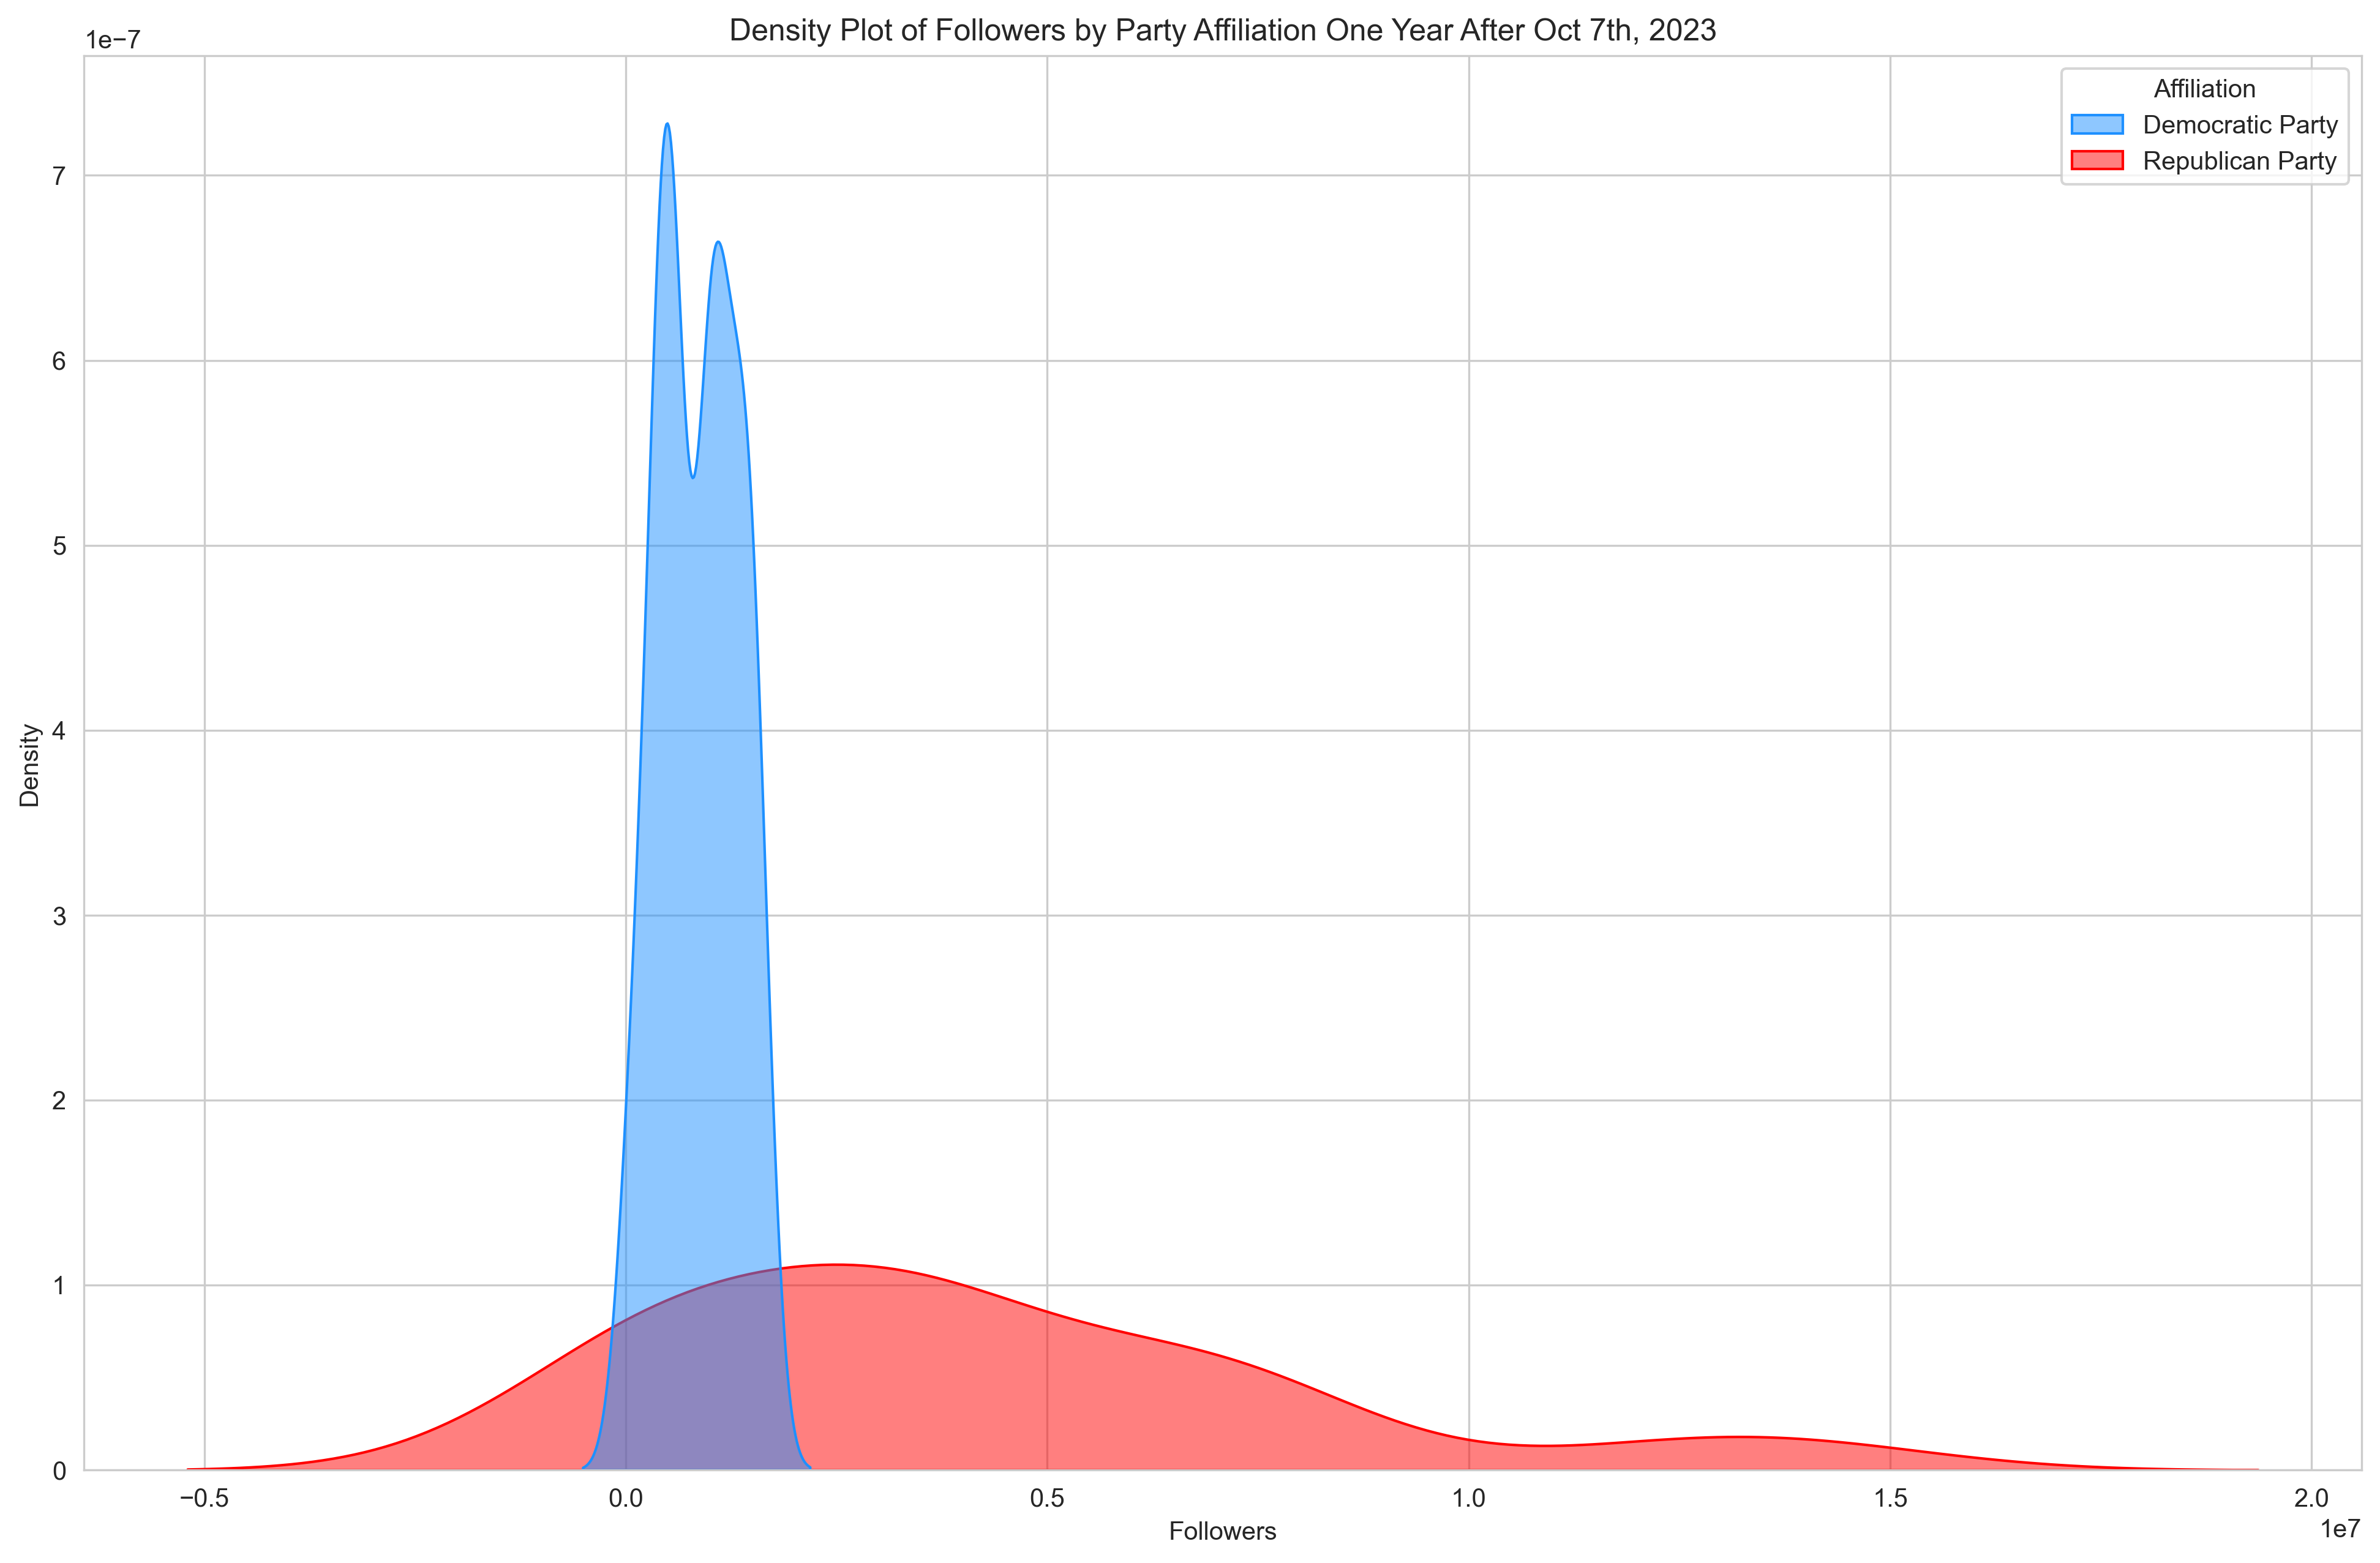 Density Plot of Followers by Party Affiliation One Year After Oct 7th, 2023
1e−7
Affiliation
Democratic Party
Republican Party
7
6
5
4
3
2
1
0
Density
−0.5
0.0
0.5
1.0
1.5
2.0
1e7
Followers